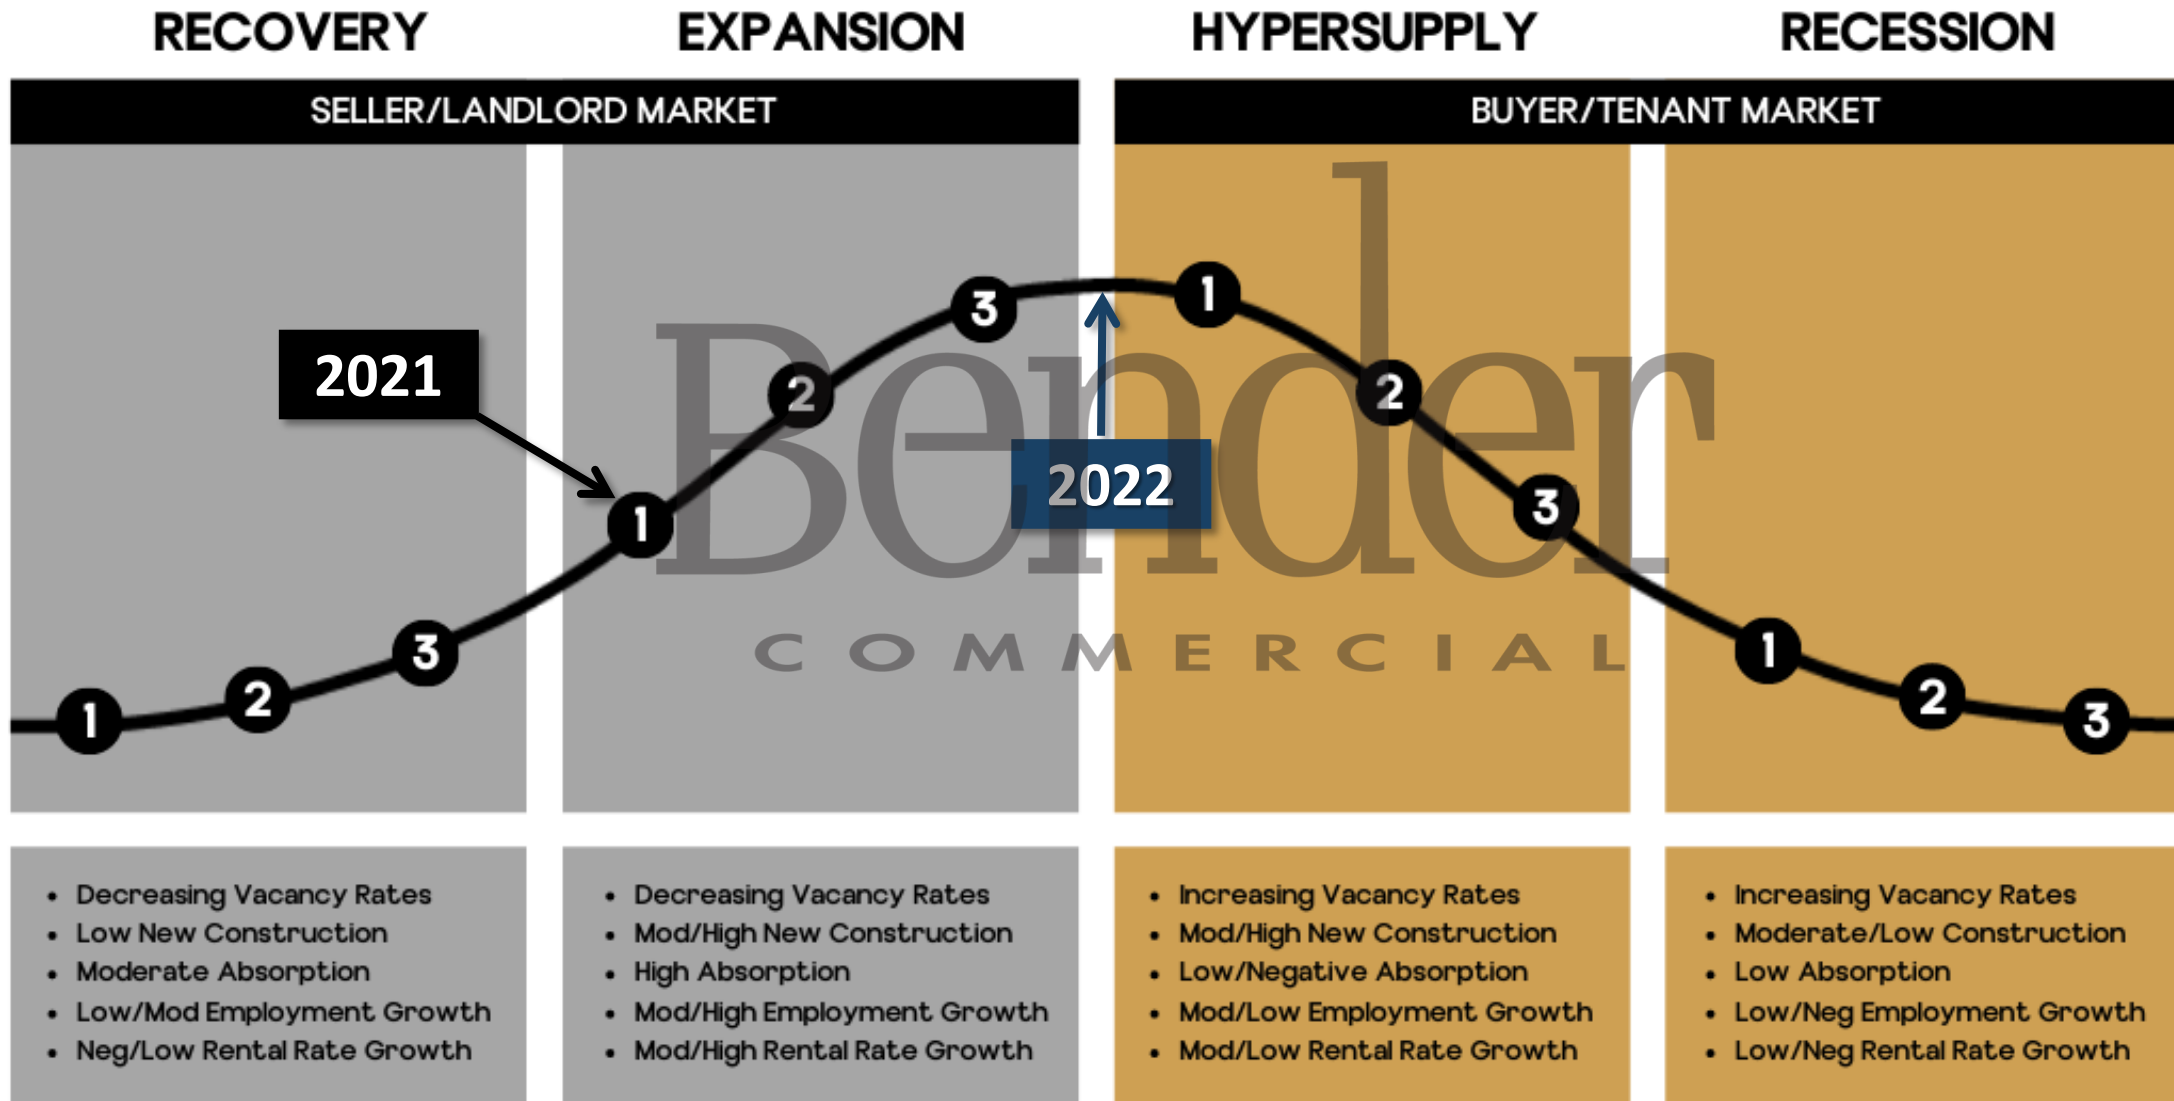 RECOVERY
EXPANSION
HYPERSUPPLY
RECESSION
SELLER/LANDLORD MARKET
BUYER/TENANT MARKET
3
1
2
2
2021
Bender
2022
1
3
COMMERCIAL
3
1
2
2
1
3
• Decreasing Vacancy Rates
• Low New Construction
• Moderate Absorption
• Low/Mod Employment Growth
• Neg/Low Rental Rate Growth
• Decreasing Vacancy Rates
• Mod/High New Construction
• High Absorption
• Mod/High Employment Growth
• Mod/High Rental Rate Growth
• Increasing Vacancy Rates
• Mod/High New Construction
• Low/Negative Absorption
• Mod/Low Employment Growth
• Mod/Low Rental Rate Growth
• Increasing Vacancy Rates
• Moderate/Low Construction
• Low Absorption
• Low/Neg Employment Growth
• Low/Neg Rental Rate Growth